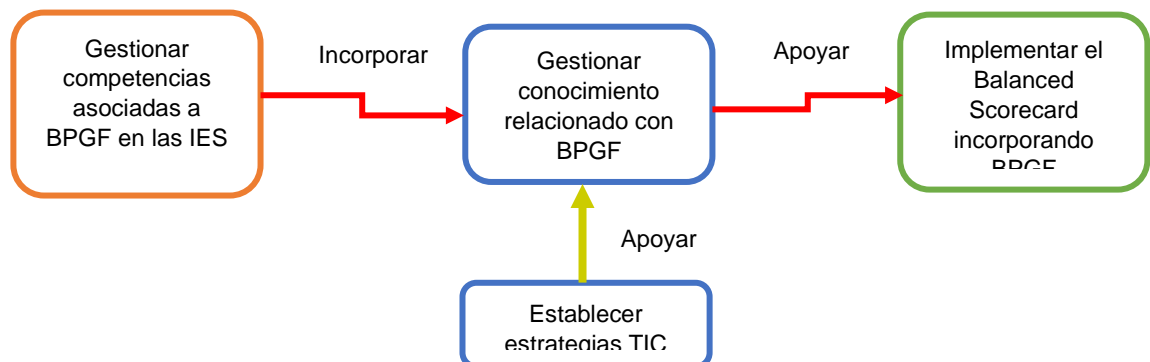 Gestionar
competencias
asociadas a
BPGF en las IES
Incorporar
Gestionar
conocimiento
relacionado con
BPGF
Apoyar
Implementar el
Balanced
Scorecard
incorporando
BPGF
Apoyar
Establecer
estrategias TIC